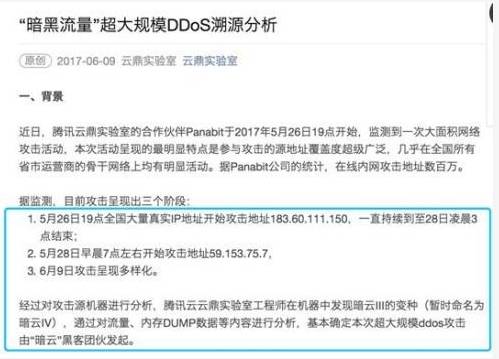 “暗黑流量”超大规模DDoS溯源分析
原创 2017-06-09 云鼎实验室 云鼎实验室
一、背景
近日，腾讯云鼎实验室的合作伙伴Panabit于2017年5月26日19点开始，监测到一次大面积网络
攻击活动，本次活动呈现的最明显特点是参与攻击的源地址覆盖度超级广泛，几乎在全国所有
省市运营商的骨干网络上均有明显活动。据Panabit公司的统计，在线内网攻击地址数百万。
据监测，目前攻击呈现出三个阶段：
1. 5月26日19点全国大量真实IP地址开始攻击地址183.60.111.150，一直持续到至28日凌晨3
点结束；
2. 5月28日早晨7点左右开始攻击地址59.153.75.7，
3. 6月9日攻击呈现多样化。
经过对攻击源机器进行分析，腾讯云云鼎实验室工程师在机器中发现暗云III的变种（暂时命名为
暗云IV），通过对流量、内存DUMP数据等内容进行分析，基本确定本次超大规模ddos攻击
由“暗云”黑客团伙发起。